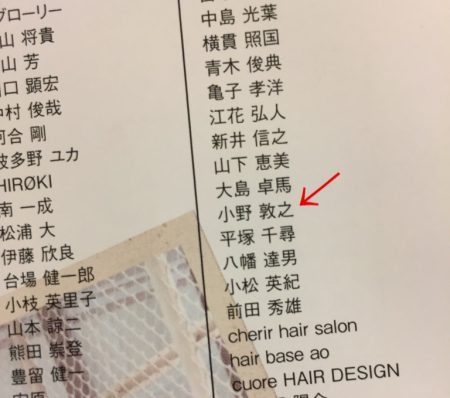 グローリー
山 将貴
山 芳
口 顕宏
中村 俊哉
河合 剛
波多野 ユカ
HIRØKI
南 一成
松浦 大
伊藤 欣良
台場 健一郎
小枝 英里子
山本 諒二
熊田 崇登
豊留 健一
中島 光葉
横貫 照国
青木 俊典
亀子 孝洋
江花 弘人
新井 信之
山下 恵美
大島 卓馬
小野 敦之
平塚 千尋
八幡 達男
小松 英紀
前田 秀雄
cherir hair salon
hair base ao
cuore HAIR DESIGN